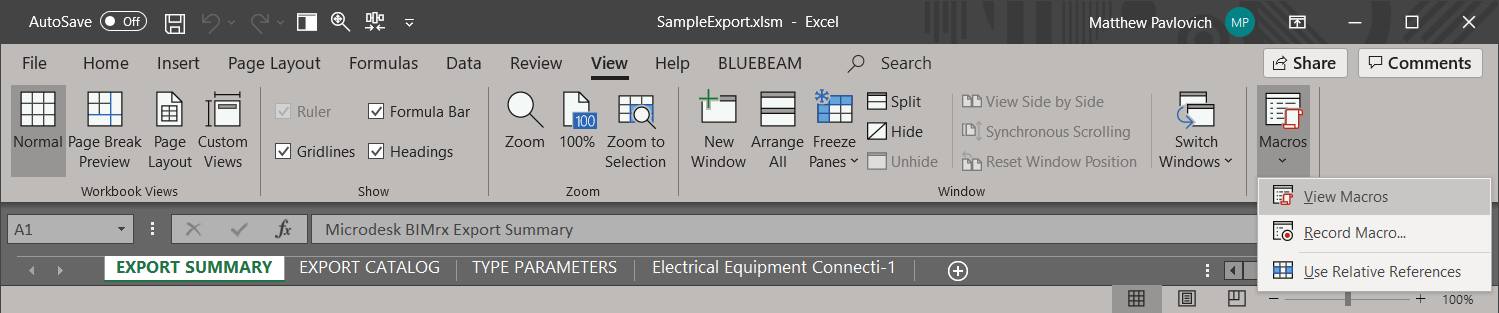 AutoSave Off SampleExport.xlsm - Excel Matthew Pavlovich MP
File Home Insert Page Layout Formulas Data Review View Help BLUEBEAM Search Share Comments
Normal
Page Break
Preview
Page
Layout
Custom
Views
Workbook Views
Ruler
Formula Bar
Gridlines
Headings
Show
Zoom
100
100%
Zoom to
Selection
Zoom
New
Window
Arrange
All
Freeze
Panes
Split
Hide
Unhide
View Side by Side
Synchronous Scrolling
Reset Window Position
Switch
Windows
Window
Macros
View Macros
Record Macro...
Use Relative References
A1 fx Microdesk BIMrx Export Summary
EXPORT SUMMARY EXPORT CATALOG TYPE PARAMETERS Electrical Equipment Connecti-1
100%